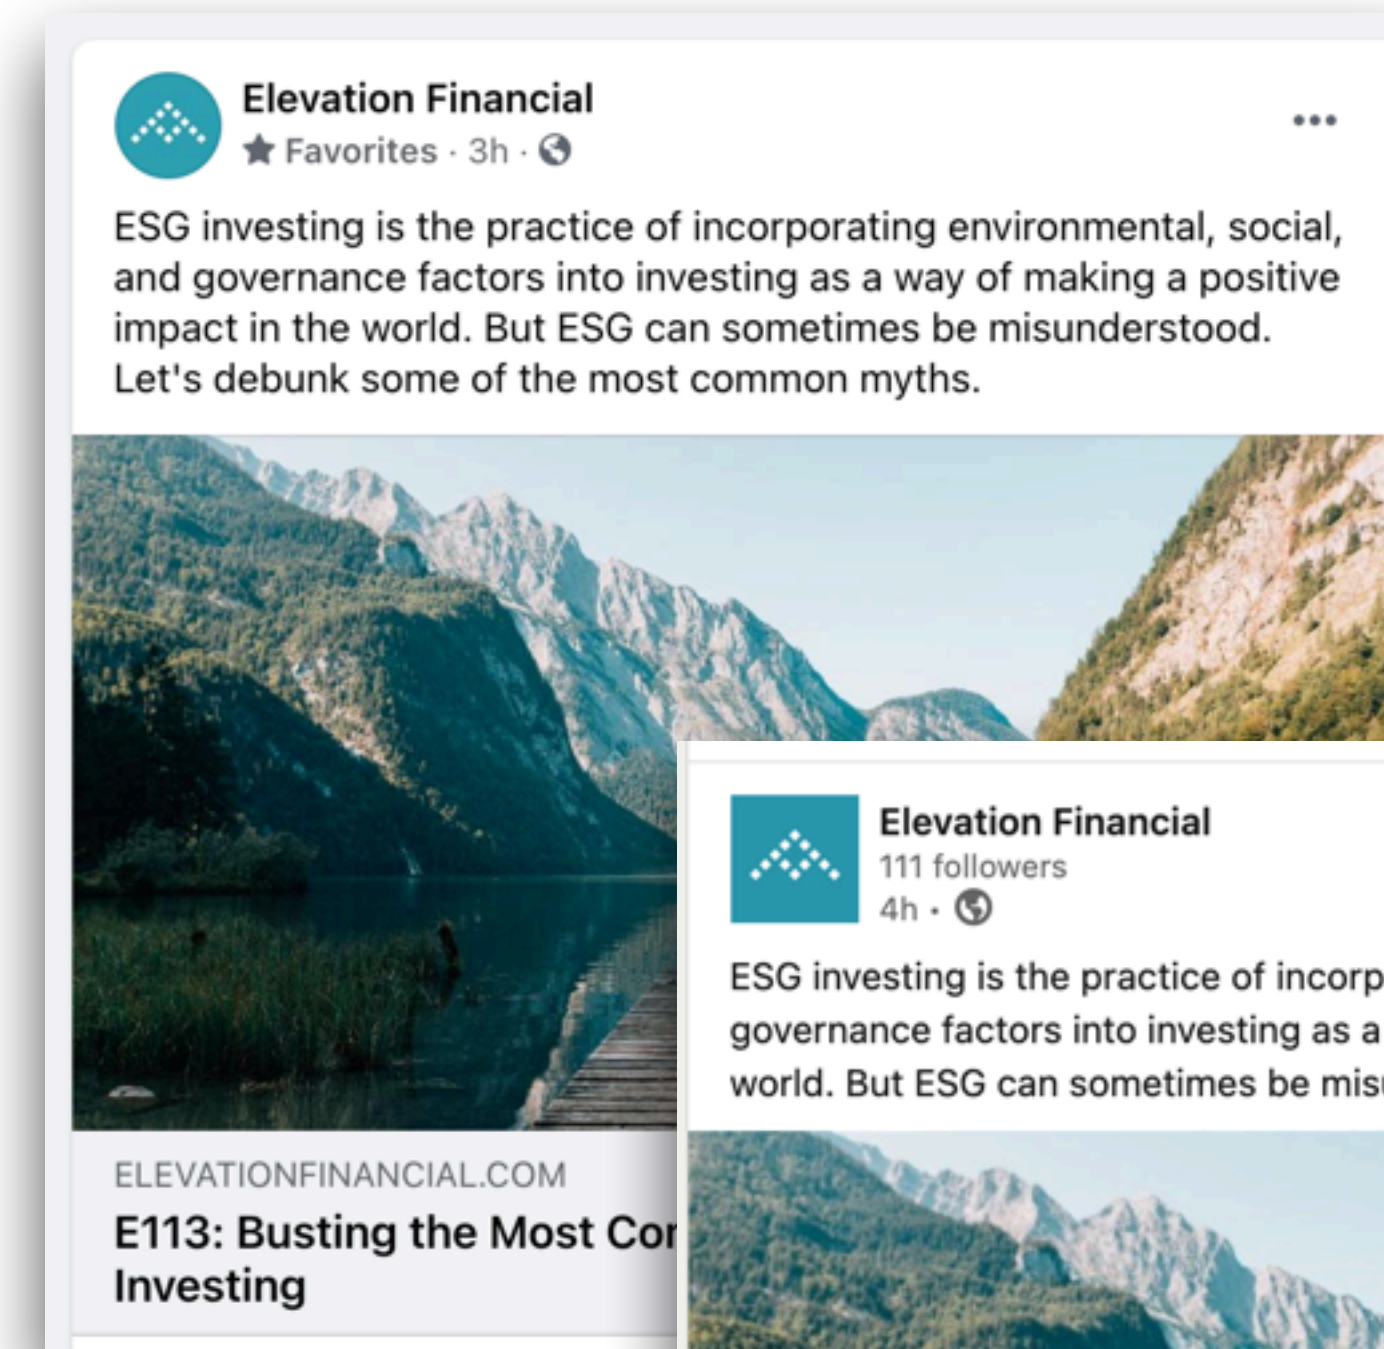 Elevation Financial
Favorites · 3h ·
ESG investing is the practice of incorporating environmental, social,
and governance factors into investing as a way of making a positive
impact in the world. But ESG can sometimes be misunderstood.
Let's debunk some of the most common myths.
ELEVATIONFINANCIAL.COM
E113: Busting the Most
Investing
Elevation Financial
111 followers
4h •
ESG investing is the practice of
governance factors into investing as a
world. But ESG can sometimes be